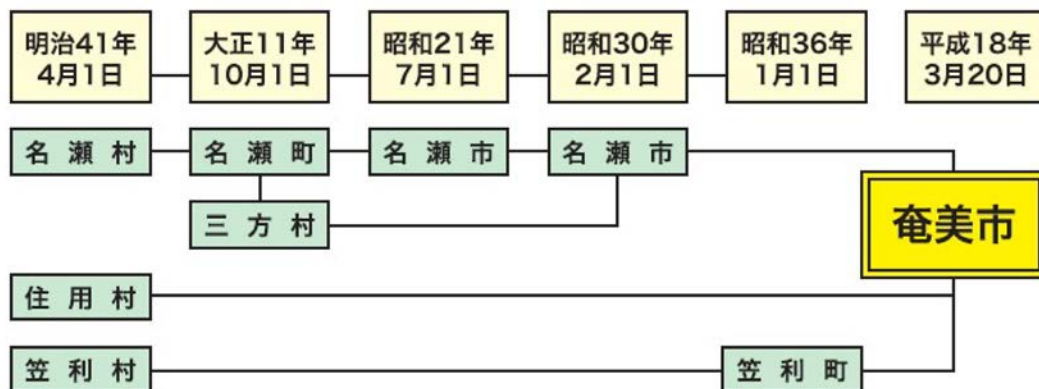 明治41年
4月1日
大正11年
10月1日
昭和21年
7月1日
昭和30年
2月1日
昭和36年
1月1日
平成18年
3月20日
名瀬村
名瀬町
名瀬市
名瀬市
三方村
奄美市
住用村
笠利村
笠利町